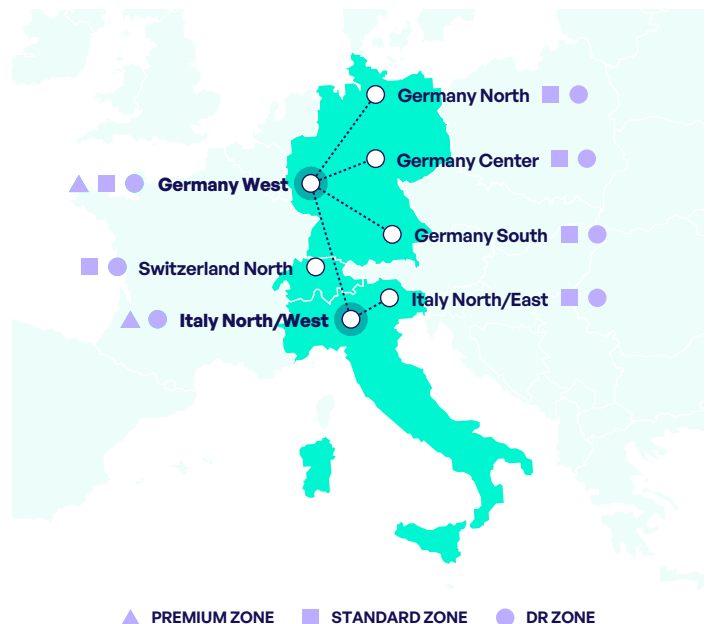 Germany North
Germany Center
Germany West
Germany South
Switzerland North
Italy North/East
Italy North/West
PREMIUM ZONE
STANDARD ZONE
DR ZONE